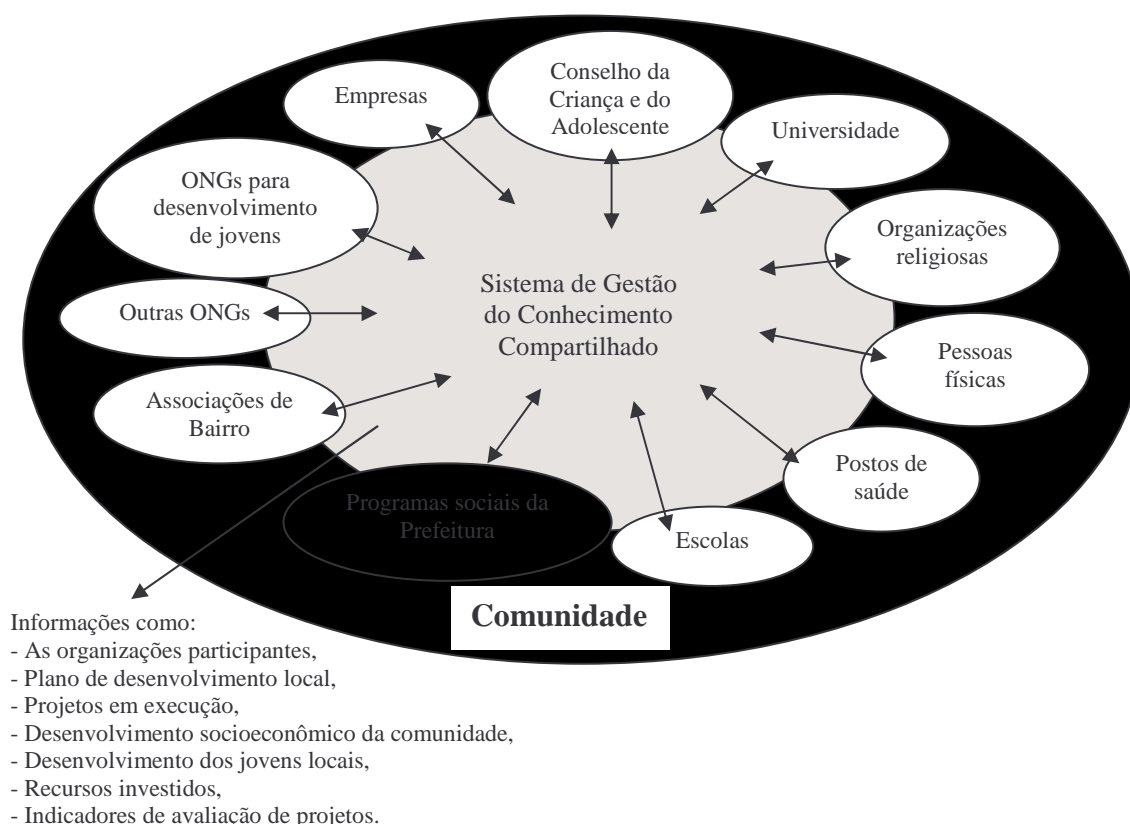 Conselho da
Criança e do
Adolescente
Empresas
Universidade
ONGs para
desenvolvimento
de jovens
Organizações
religiosas
Sistema de Gestão
do Conhecimento
Compartilhado
Outras ONGs
Pessoas
físicas
Associações de
Bairro
Postos de
saúde
Programas sociais da
Prefeitura
Escolas
Comunidade
Informações como:
- As organizações participantes,
- Plano de desenvolvimento local,
- Projetos em execução,
- Desenvolvimento socioeconômico da comunidade,
- Desenvolvimento dos jovens locais,
- Recursos investidos,
- Indicadores de avaliação de projetos.